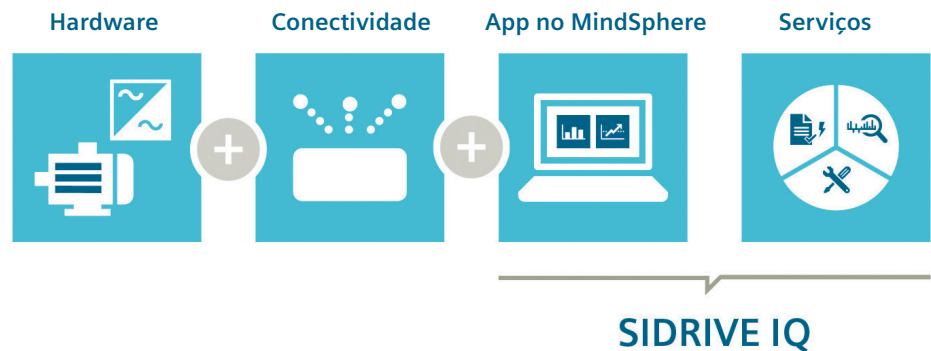 Hardware
Conectividade
App no MindSphere
Serviços
SIDRIVE IQ